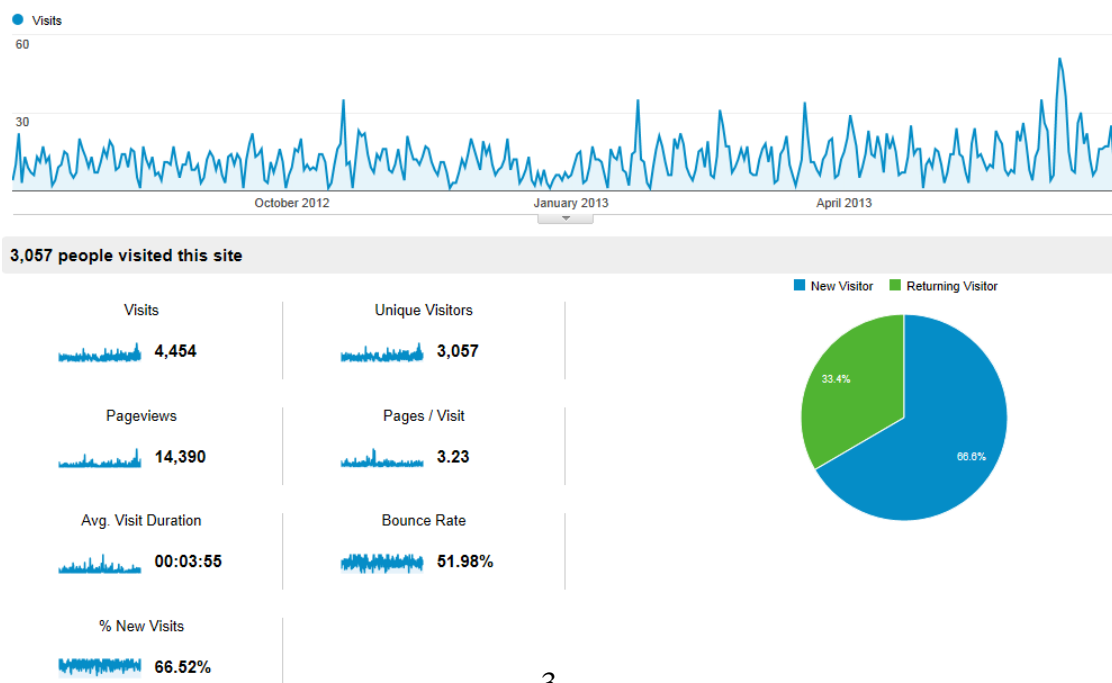 Visits
60
30
October 2012 January 2013 April 2013
3,057 people visited this site
New Visitor Returning Visitor
Visits
4,454
Unique Visitors
3,057
Pageviews
14,390
Pages / Visit
3.23
Avg. Visit Duration
00:03:55
Bounce Rate
51.98%
% New Visits
66.52%
33.4%
66.6%
3